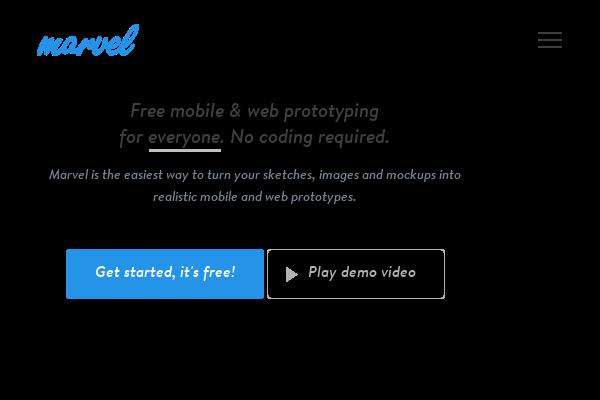 marvel
Free mobile & web prototyping
for everyone. No coding required.
Marvel is the easiest way to turn your sketches, images and mockups into
realistic mobile and web prototypes.
Get started, it's free!
Play demo video